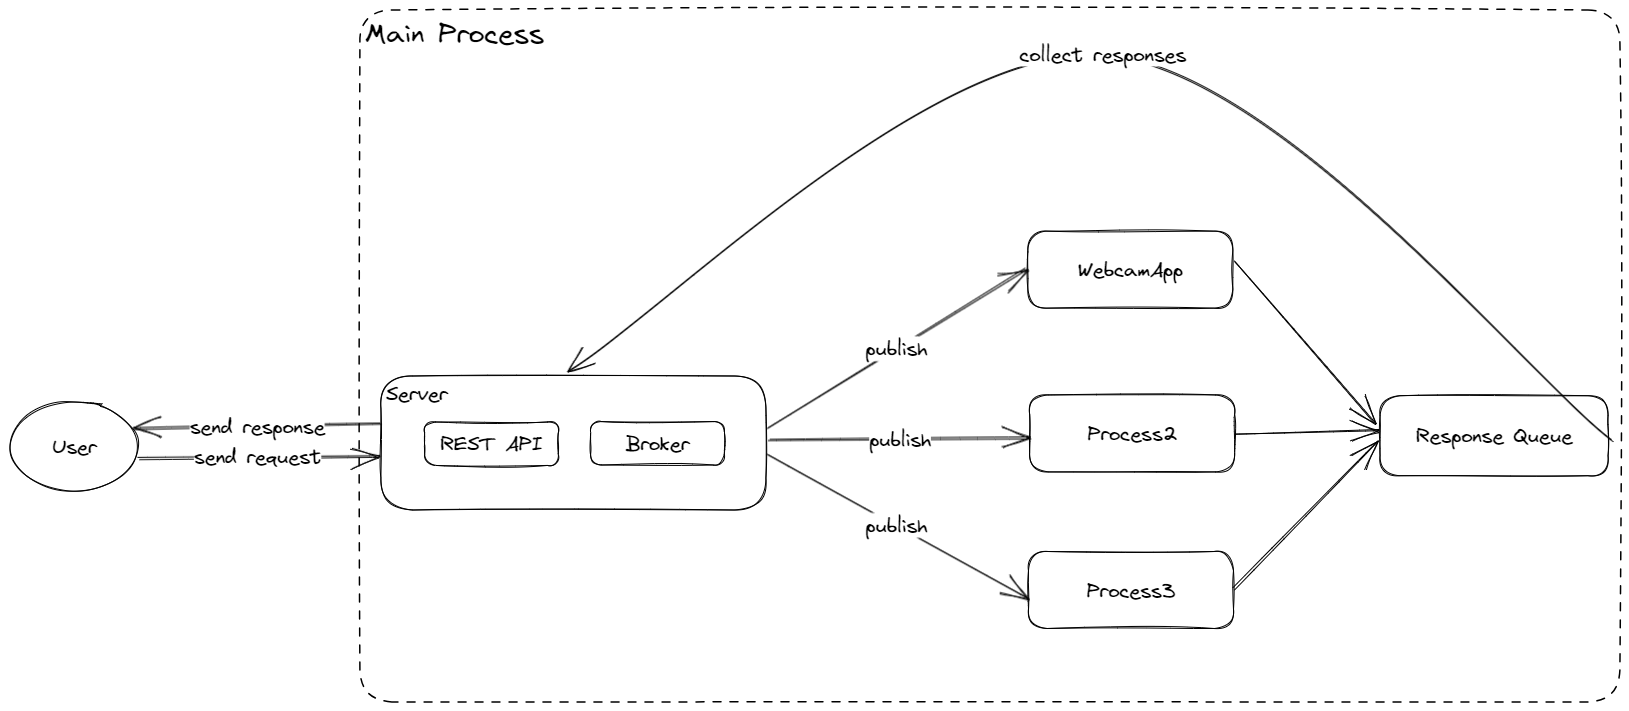 Main Process
collect responses
WebcamApp
publish
Server
send response
User
REST API
Broker
publish
Process2
Response Queue
send request
publish
Process3